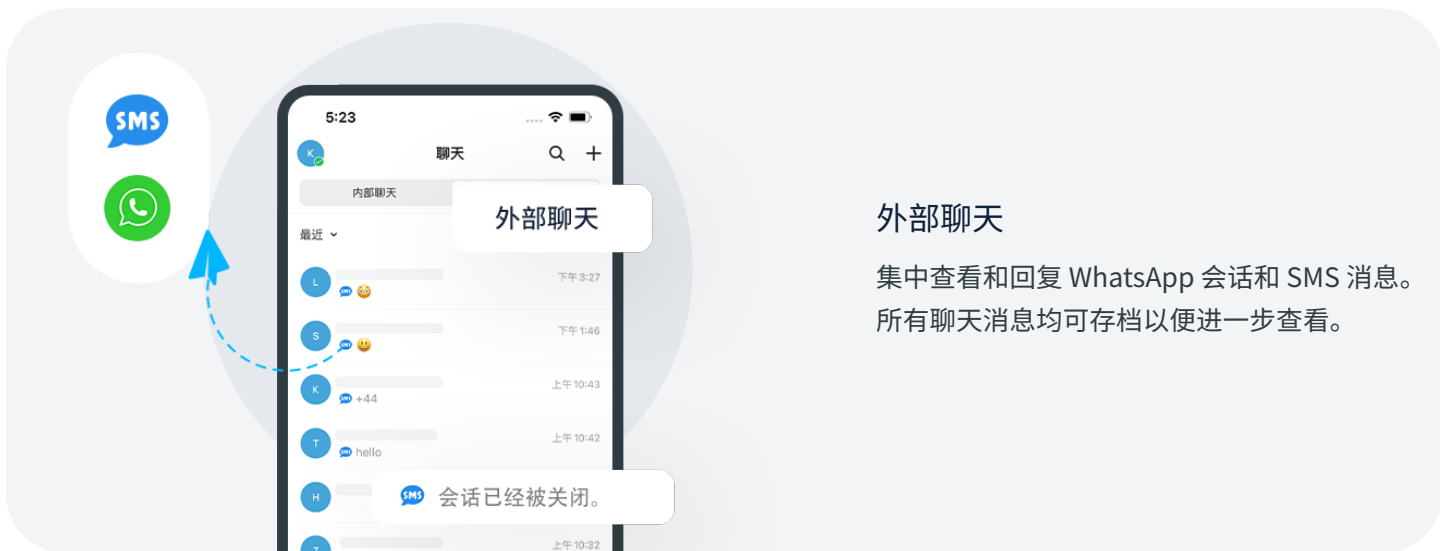 SMS
5:23
K
聊天
内部聊天
外部聊天
最近
L
下午 3:27
SMS
S
下午 1:46
SMS
K
上午 10:43
SMS +44
T
上午 10:42
SMS hello
H
SMS 会话已经被关闭。
Z
上午 10:32
外部聊天
集中查看和回复 WhatsApp 会话和 SMS 消息。
所有聊天消息均可存档以便进一步查看。